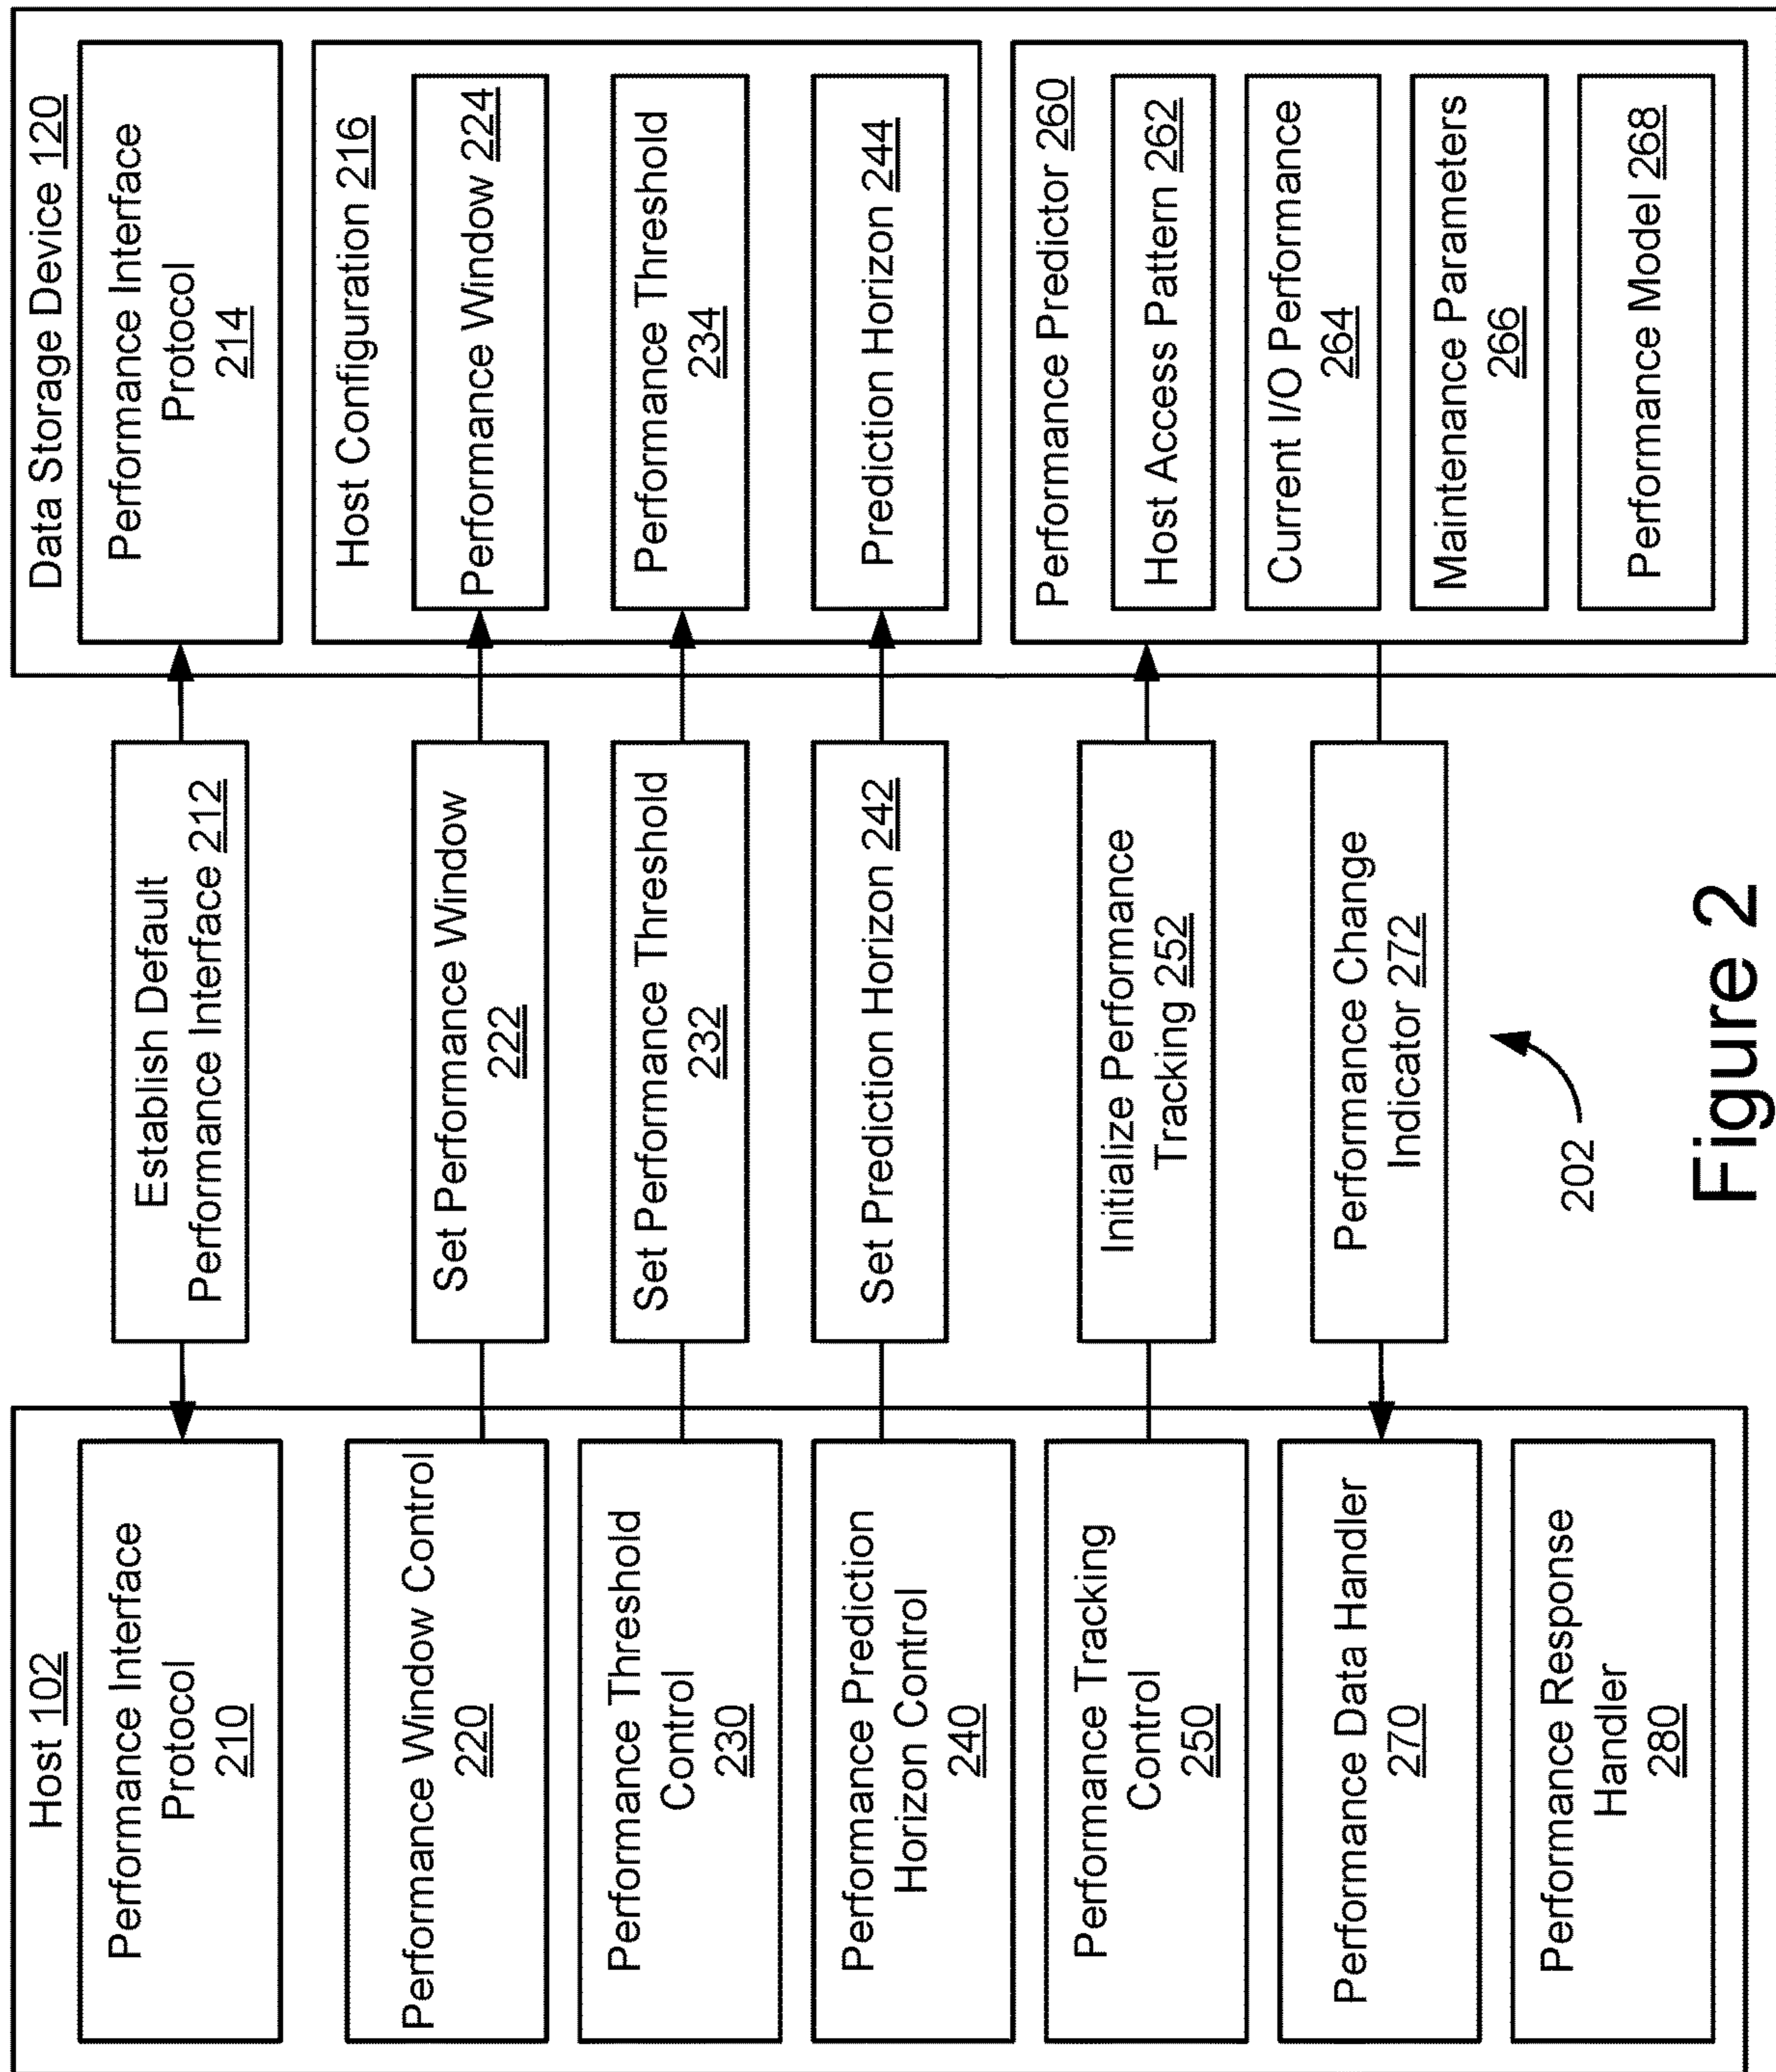 Host 102
Performance Interface
Protocol
210
Performance Window Control
220
Performance Threshold
Control
230
Performance Prediction
Horizon Control
240
Performance Tracking
Control
250
Performance Data Handler
270
Performance Response
Handler
280
Establish Default
Performance Interface 212
Set Performance Window
222
Set Performance Threshold
232
Set Prediction Horizon 242
Initialize Performance
Tracking 252
Performance Change
Indicator 272
202
Data Storage Device 120
Performance Interface
Protocol
214
Host Configuration 216
Performance Window 224
Performance Threshold
234
Prediction Horizon 244
Performance Predictor 260
Host Access Pattern 262
Current I/O Performance
264
Maintenance Parameters
266
Performance Model 268
Figure 2